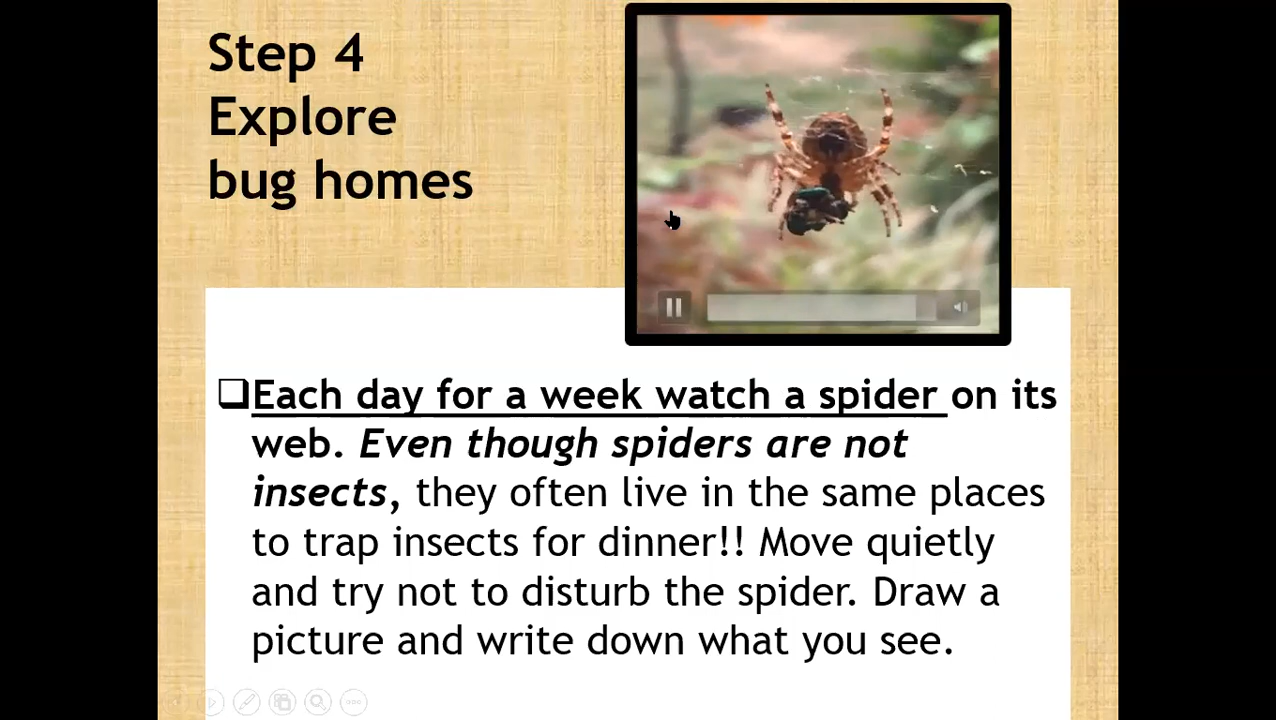 Step 4
Explore
bug homes
❑Each day for a week watch a spider on its
web. Even though spiders are not
insects, they often live in the same places
to trap insects for dinner!! Move quietly
and try not to disturb the spider. Draw a
picture and write down what you see.